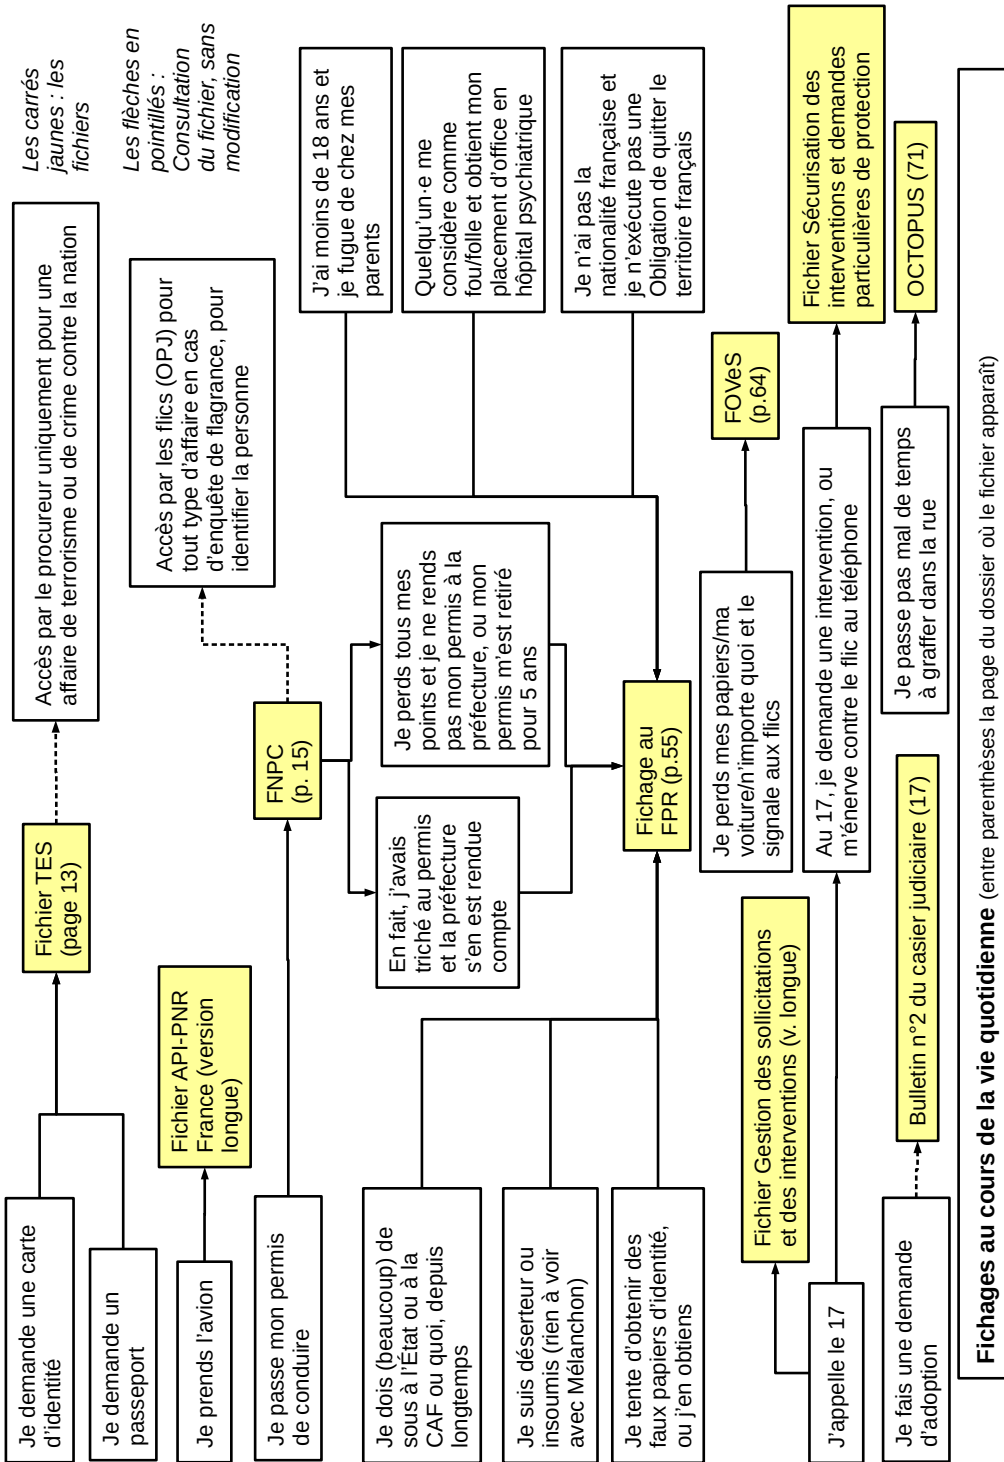 Je demande une carte
d'identité
Je demande un
passeport
Fichier TES
(page 13)
Accès par le procureur uniquement pour une
affaire de terrorisme ou de crime contre la nation
Les carrés
jaunes : les
fichiers
Les flèches en
pointillés :
Consultation
du fichier, sans
modification
Je prends l'avion
Fichier API-PNR
France (version
longue)
Je passe mon permis
de conduire
FNPC
(p. 15)
Accès par les flics (OPJ) pour
tout type d'affaire en cas
d'enquête de flagrance, pour
identifier la personne
En fait, j'avais
triché au permis
et la préfecture
s'en est rendue
compte
Je perds tous mes
points et je ne rends
pas mon permis à la
préfecture, ou mon
permis m'est retiré
pour 5 ans
J'ai moins de 18 ans et
je fugue de chez mes
parents
Quelqu'un·e me
considère comme
fou/folle et obtient mon
placement d'office en
hôpital psychiatrique
Je n'ai pas la
nationalité française et
je n'exécute pas une
Obligation de quitter le
territoire français
Je dois (beaucoup) de
sous à l'État ou à la
CAF ou quoi, depuis
longtemps
Je suis déserteur ou
insoumis (rien à voir
avec Mélanchon)
Je tente d'obtenir des
faux papiers d'identité,
ou j'en obtiens
Fichage au
FPR (p.55)
Je perds mes papiers/ma
voiture/n'importe quoi et le
signale aux flics
FOVeS
(p.64)
J'appelle le 17
Fichier Gestion des sollicitations
et des interventions (v. longue)
Au 17, je demande une intervention, ou
m'énerve contre le flic au téléphone
Fichier Sécurisation des
interventions et demandes
particulières de protection
Je fais une demande
d'adoption
Bulletin n°2 du casier judiciaire (17)
Je passe pas mal de temps
à graffer dans la rue
OCTOPUS (71)
Fichages au cours de la vie quotidienne (entre parenthèses la page du dossier où le fichier apparaît)